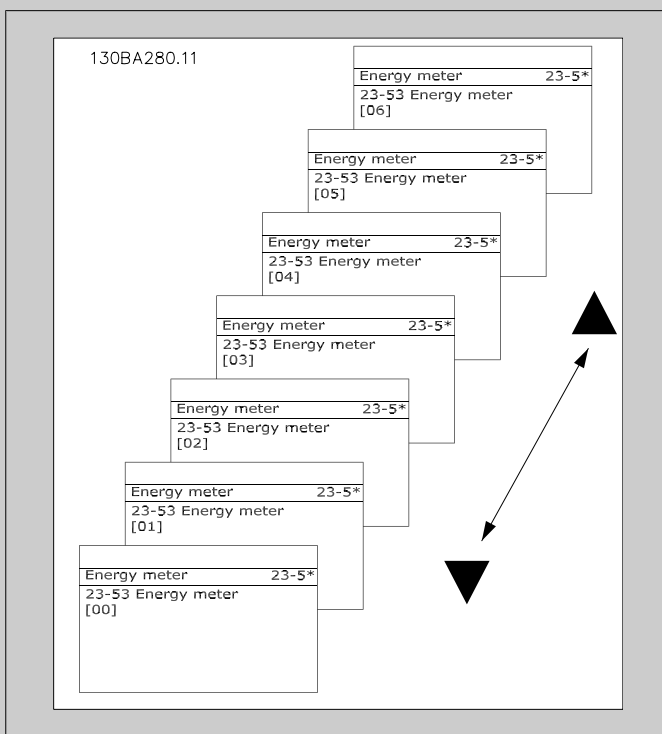 130BA280.11
Energy meter 23-5*
23-53 Energy meter
[06]
Energy meter 23-5*
23-53 Energy meter
[05]
Energy meter 23-5*
23-53 Energy meter
[04]
Energy meter 23-5*
23-53 Energy meter
[03]
Energy meter 23-5*
23-53 Energy meter
[02]
Energy meter 23-5*
23-53 Energy meter
[01]
Energy meter 23-5*
23-53 Energy meter
[00]